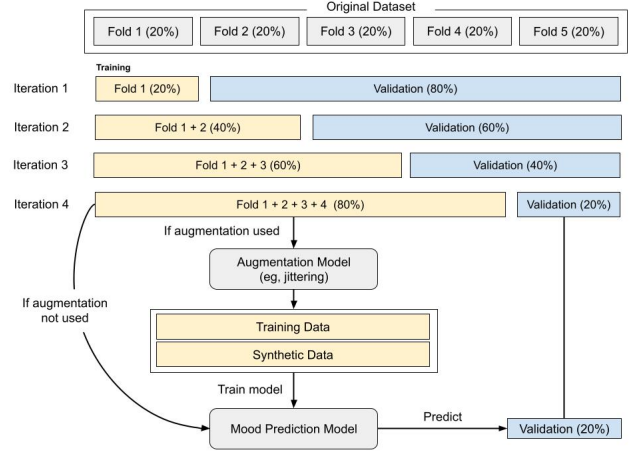 Original Dataset
Fold 1 (20%) Fold 2 (20%) Fold 3 (20%) Fold 4 (20%) Fold 5 (20%)
Training
Iteration 1 Fold 1 (20%) Validation (80%)
Iteration 2 Fold 1 + 2 (40%) Validation (60%)
Iteration 3 Fold 1 + 2 + 3 (60%) Validation (40%)
Iteration 4 Fold 1 + 2 + 3 + 4 (80%) Validation (20%)
If augmentation used
Augmentation Model
(eg, jittering)
If augmentation
not used
Training Data
Synthetic Data
Train model
Mood Prediction Model Predict Validation (20%)